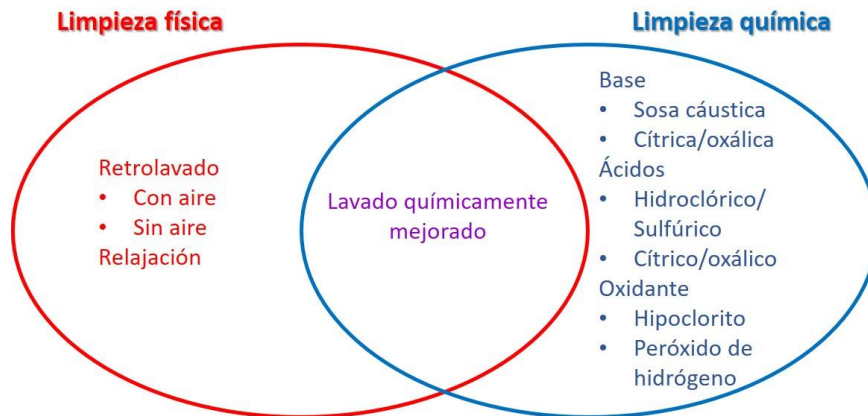 Limpieza física
Limpieza química
Retrolavado
• Con aire
• Sin aire
Relajación
Lavado químicamente
mejorado
Base
• Sosa cáustica
• Cítrica/oxálica
Ácidos
• Hidroclórico/
Sulfúrico
• Cítrico/oxálico
Oxidante
• Hipoclorito
• Peróxido de
hidrógeno